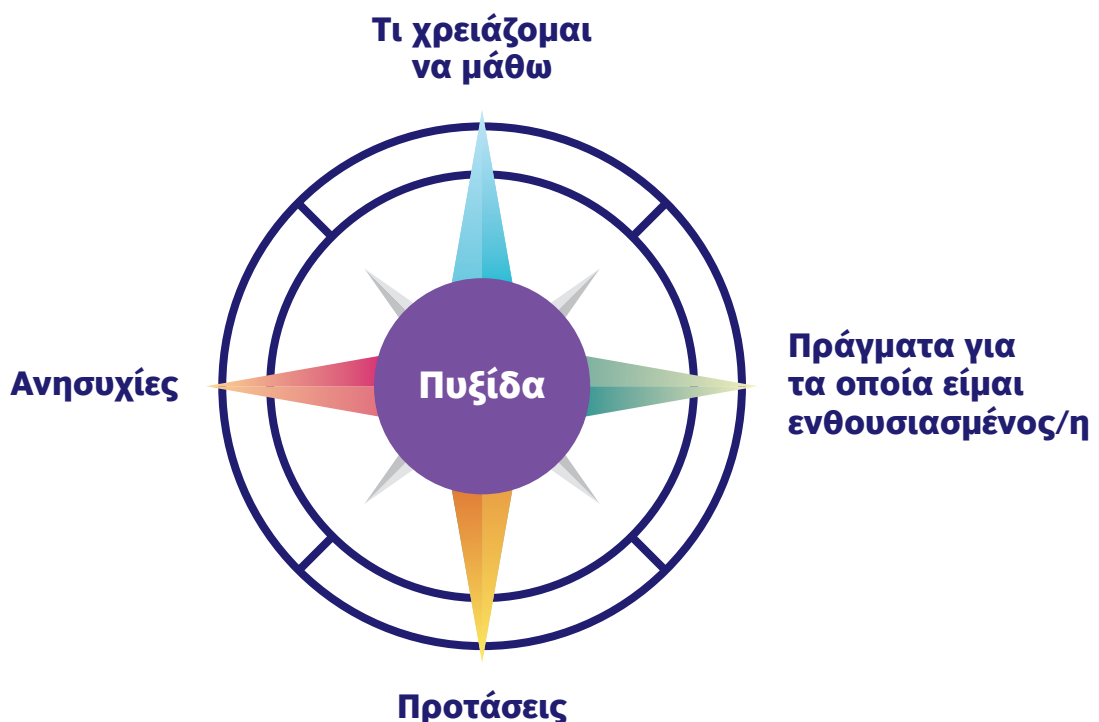 Τι χρειάζομαι
να μάθω
Ανησυχίες
Πυξίδα
Πράγματα για
τα οποία είμαι
ενθουσιασμένος/η
Προτάσεις